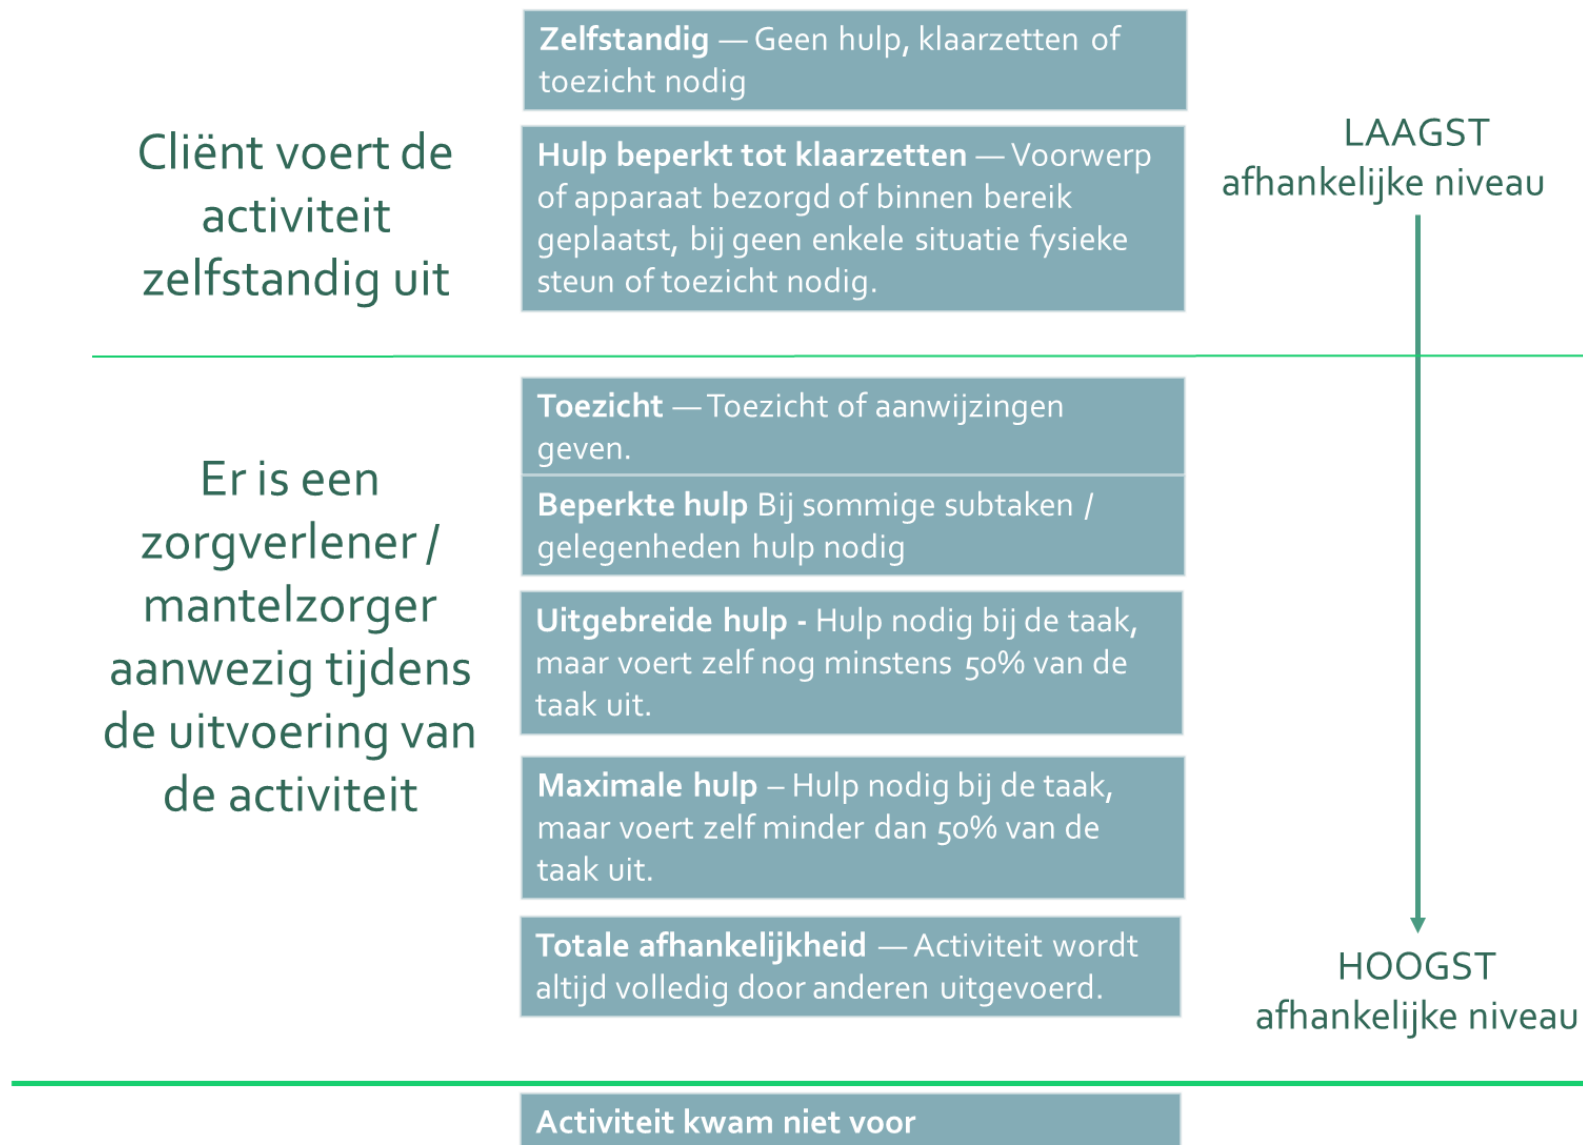 Zelfstandig — Geen hulp, klaarzetten of
toezicht nodig
Cliënt voert de
activiteit
zelfstandig uit
Hulp beperkt tot klaarzetten — Voorwerp
of apparaat bezorgd of binnen bereik
geplaatst, bij geen enkele situatie fysieke
steun of toezicht nodig.
LAAGST
afhankelijke niveau
Er is een
zorgverlener /
mantelzorger
aanwezig tijdens
de uitvoering van
de activiteit
Toezicht — Toezicht of aanwijzingen
geven.
Beperkte hulp Bij sommige subtaken /
gelegenheden hulp nodig
Uitgebreide hulp - Hulp nodig bij de taak,
maar voert zelf nog minstens 50% van de
taak uit.
Maximale hulp – Hulp nodig bij de taak,
maar voert zelf minder dan 50% van de
taak uit.
Totale afhankelijkheid — Activiteit wordt
altijd volledig door anderen uitgevoerd.
HOOGST
afhankelijke niveau
Activiteit kwam niet voor